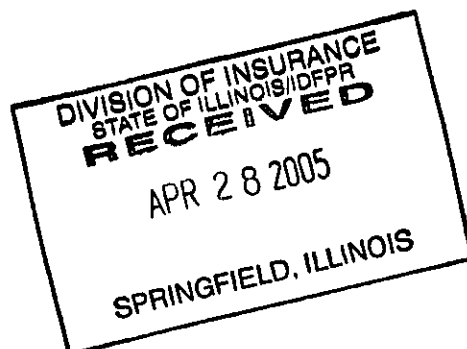 DIVISION OF INSURANCE
STATE OF ILLINOIS/IDFPR
RECEIVED
APR 28 2005
SPRINGFIELD, ILLINOIS